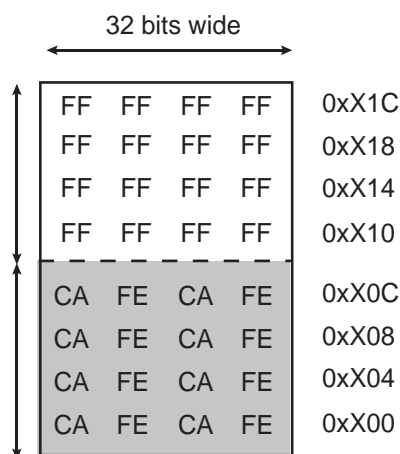 32 bits wide
FF FF FF FF 0xX1C
FF FF FF FF 0xX18
FF FF FF FF 0xX14
FF FF FF FF 0xX10
CA FE CA FE 0xX0C
CA FE CA FE 0xX08
CA FE CA FE 0xX04
CA FE CA FE 0xX00